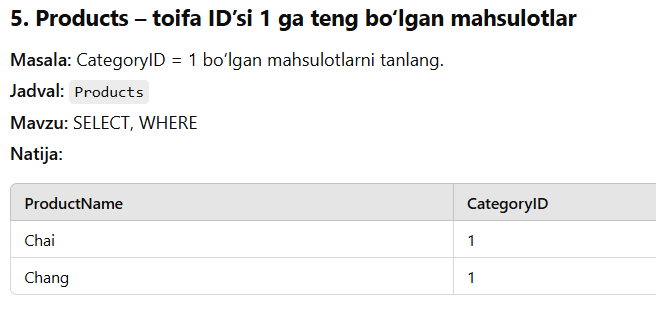 5. Products – toifa ID’si 1 ga teng bo‘lgan mahsulotlar
Masala: CategoryID = 1 bo‘lgan mahsulotlarni tanlang.
Jadval: Products
Mavzu: SELECT, WHERE
Natija:
ProductName CategoryID
Chai 1
Chang 1